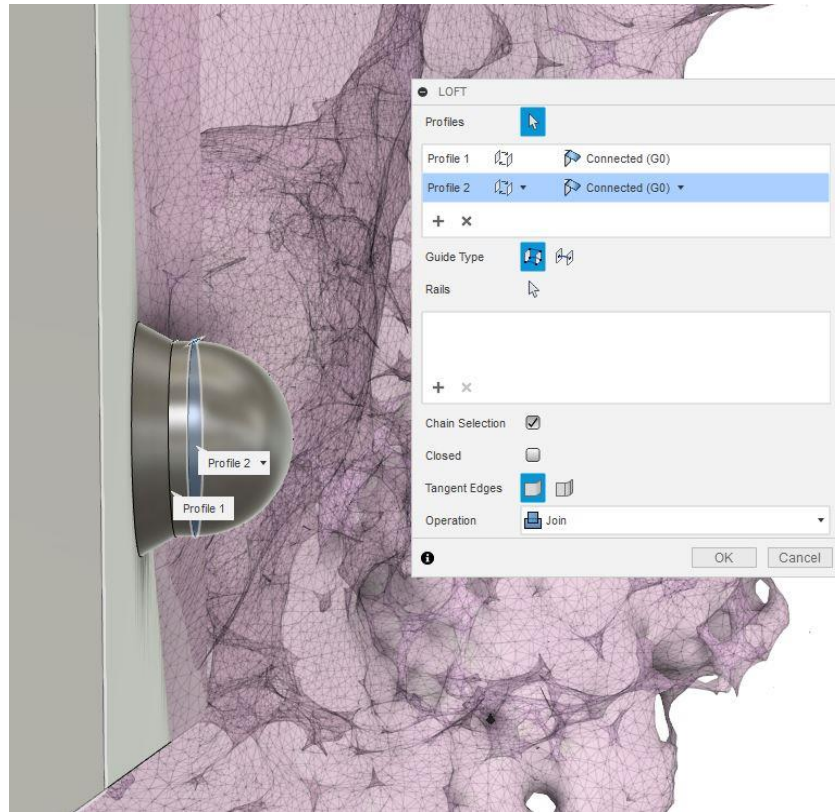 LOFT
Profiles
Profile 1 Connected (G0)
Profile 2 Connected (G0)
Guide Type
Rails
Chain Selection
Closed
Tangent Edges
Operation Join
OK Cancel
Profile 2
Profile 1